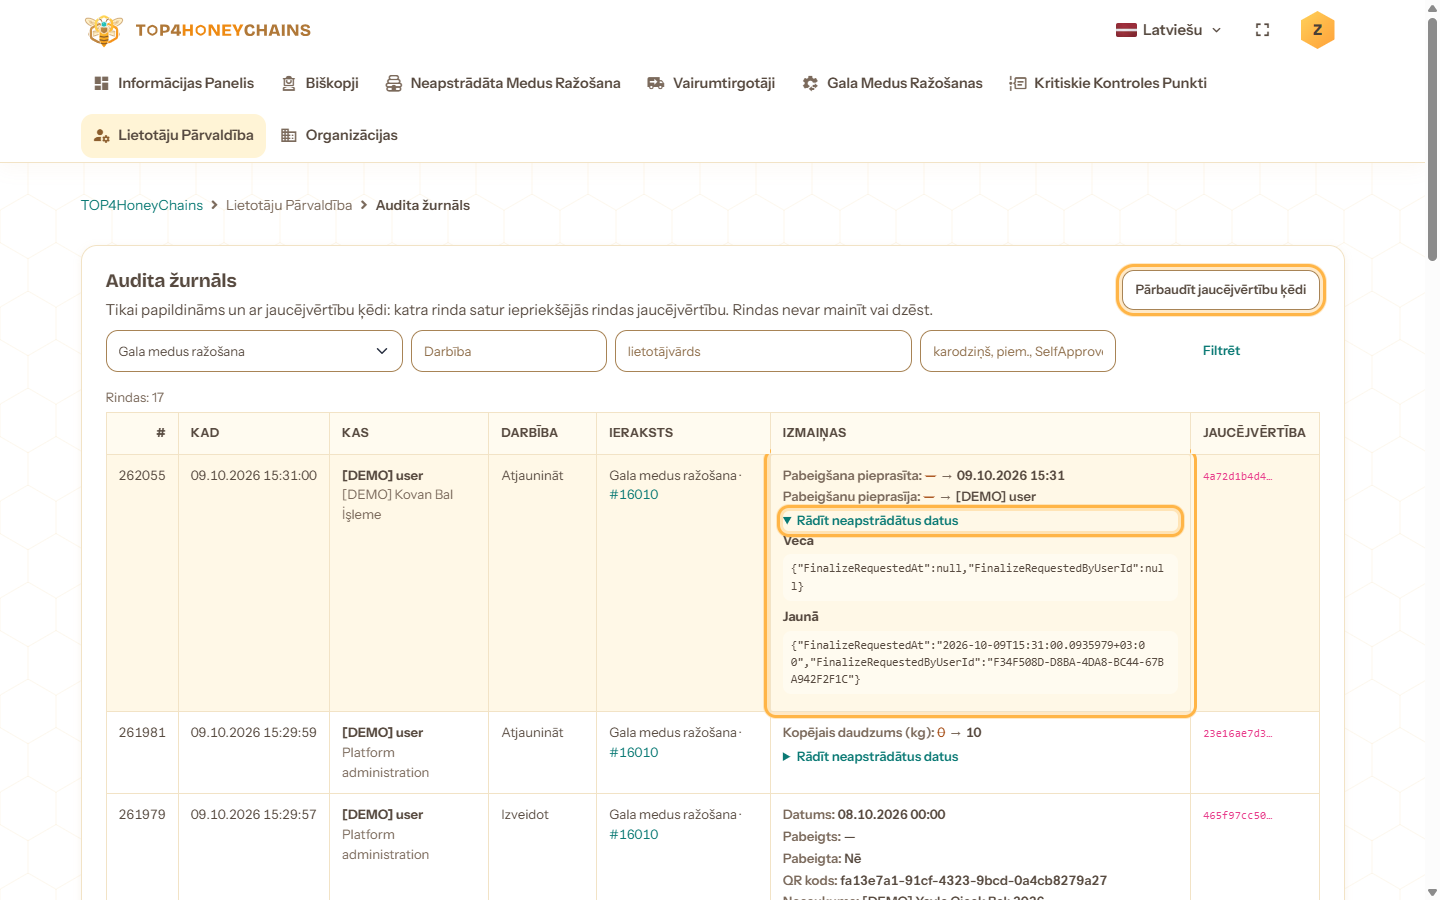 TOP4HONEYCHAINS
Latviešu
Z
Informācijas Panelis
Biškopji
Neapstrādāta Medus Ražošana
Vairumtirgotāji
Gala Medus Ražošanas
Kritiskie Kontroles Punkti
Lietotāju Pārvaldība
Organizācijas
TOP4HoneyChains > Lietotāju Pārvaldība > Audita žurnāls
Audita žurnāls
Pārbaudīt jaucējvērtību ķēdi
Tikai papildināms un ar jaucējvērtību ķēdi: katra rinda satur iepriekšējās rindas jaucējvērtību. Rindas nevar mainīt vai dzēst.
Gala medus ražošana
Darbība
lietotājvārds
karodziņš, piem., SelfApprov
Filtrēt
Rindas: 17
# KAD KAS DARBĪBA IERAKSTS IZMAIŅAS JAUCĒJVĒRTĪBA
262055
09.10.2026 15:31:00
[DEMO] user
[DEMO] Kovan Bal
İşleme
Atjaunināt
Gala medus ražošana ·
#16010
Pabeigšana pieprasīta: — → 09.10.2026 15:31
Pabeigšanu pieprasīja: — → [DEMO] user
▼ Rādīt neapstrādātus datus
Vecā
{"FinalizeRequestedAt":null,"FinalizeRequestedByUserId":nul
l}
Jaunā
{"FinalizeRequestedAt":"2026-10-09T15:31:00.0935979+03:0
0","FinalizeRequestedByUserId":"F34F508D-D8BA-4DA8-BC44-67B
A942F2F1C"}
4a72d1b4d4…
261981
09.10.2026 15:29:59
[DEMO] user
Platform
administration
Atjaunināt
Gala medus ražošana ·
#16010
Kopējais daudzums (kg): 0 → 10
▶ Rādīt neapstrādātus datus
23e16ae7d3…
261979
09.10.2026 15:29:57
[DEMO] user
Platform
administration
Izveidot
Gala medus ražošana ·
#16010
Datums: 08.10.2026 00:00
Pabeigts: —
Pabeigta: Nē
QR kods: fa13e7a1-91cf-4323-9bcd-0a4cb8279a27
465f97cc50…